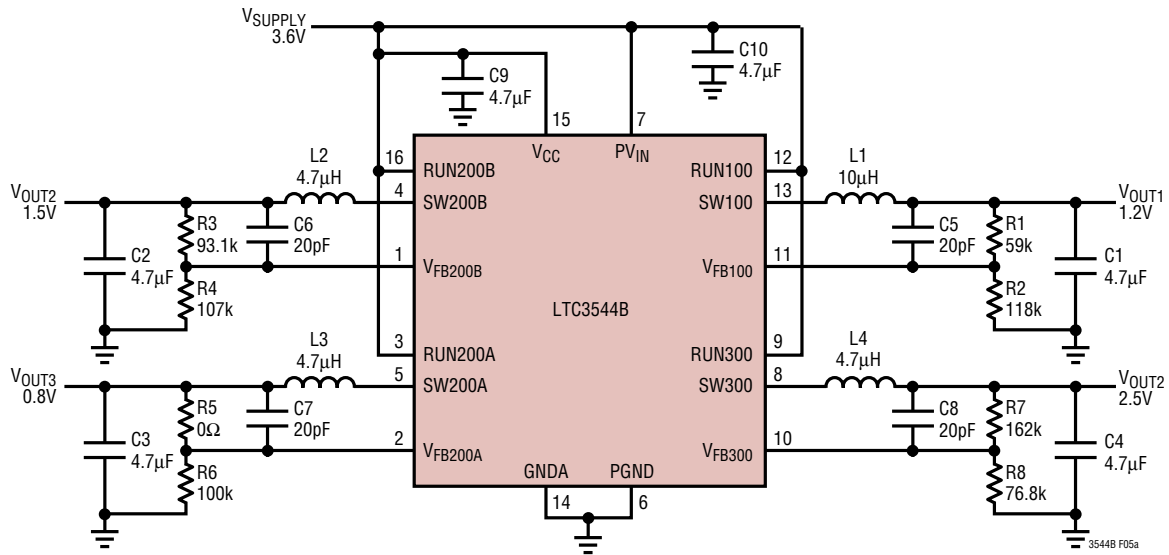 VSUPPLY
3.6V
C10
4.7µF
C9
4.7µF
15
7
VCC
PVIN
16
RUN200B
RUN100
12
L2
4.7µH
4
SW200B
SW100
13
L1
10µH
VOUT2
1.5V
VOUT1
1.2V
R3
93.1k
C6
20pF
C5
20pF
R1
59k
C2
4.7µF
1
VFB200B
VFB100
11
C1
4.7µF
R4
107k
R2
118k
LTC3544B
3
RUN200A
RUN300
9
L3
4.7µH
5
SW200A
SW300
8
L4
4.7µH
VOUT3
0.8V
VOUT2
2.5V
R5
0Ω
C7
20pF
C8
20pF
R7
162k
C3
4.7µF
2
VFB200A
VFB300
10
C4
4.7µF
R6
100k
R8
76.8k
GNDA
PGND
14
6
3544B F05a